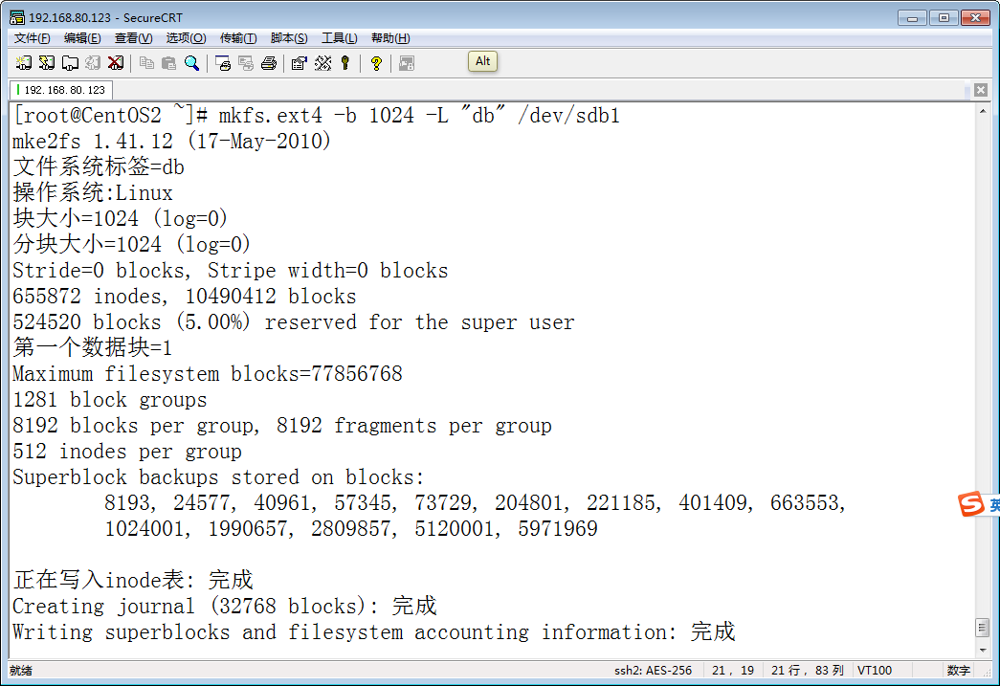 192.168.80.123 - SecureCRT
文件(F) 编辑(E) 查看(V) 选项(O) 传输(T) 脚本(S) 工具(L) 帮助(H)
Alt
192.168.80.123
[root@CentOS2 ~]# mkfs.ext4 -b 1024 -L "db" /dev/sdb1
mke2fs 1.41.12 (17-May-2010)
文件系统标签=db
操作系统:Linux
块大小=1024 (log=0)
分块大小=1024 (log=0)
Stride=0 blocks, Stripe width=0 blocks
655872 inodes, 10490412 blocks
524520 blocks (5.00%) reserved for the super user
第一个数据块=1
Maximum filesystem blocks=77856768
1281 block groups
8192 blocks per group, 8192 fragments per group
512 inodes per group
Superblock backups stored on blocks:
8193, 24577, 40961, 57345, 73729, 204801, 221185, 401409, 663553,
1024001, 1990657, 2809857, 5120001, 5971969
正在写入inode表: 完成
Creating journal (32768 blocks): 完成
Writing superblocks and filesystem accounting information: 完成
英
就绪 ssh2: AES-256 21, 19 21 行, 83 列 VT100 数字